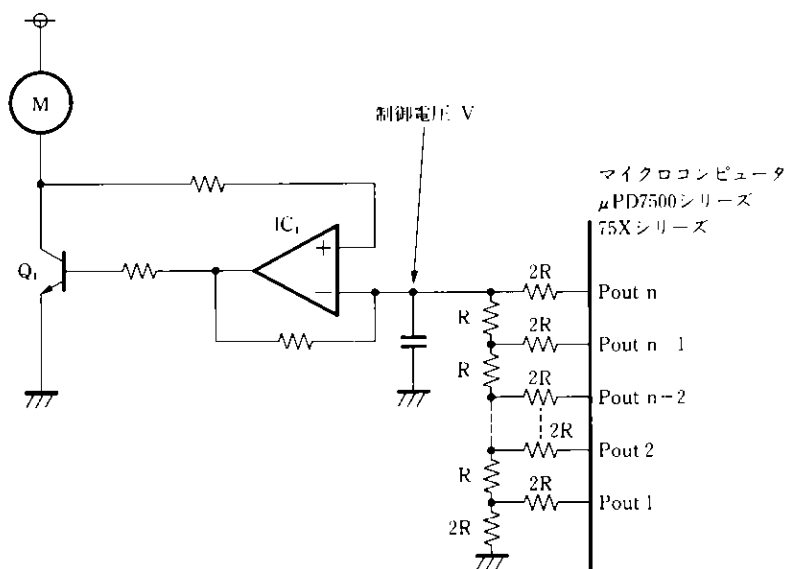 M
制御電圧 V
マイクロコンピュータ
μPD7500シリーズ
75Xシリーズ
IC₁
+
−
Q₁
2R
Pout n
R
2R
Pout n−1
R
2R
Pout n−2
2R
Pout 2
R
2R
Pout 1
2R